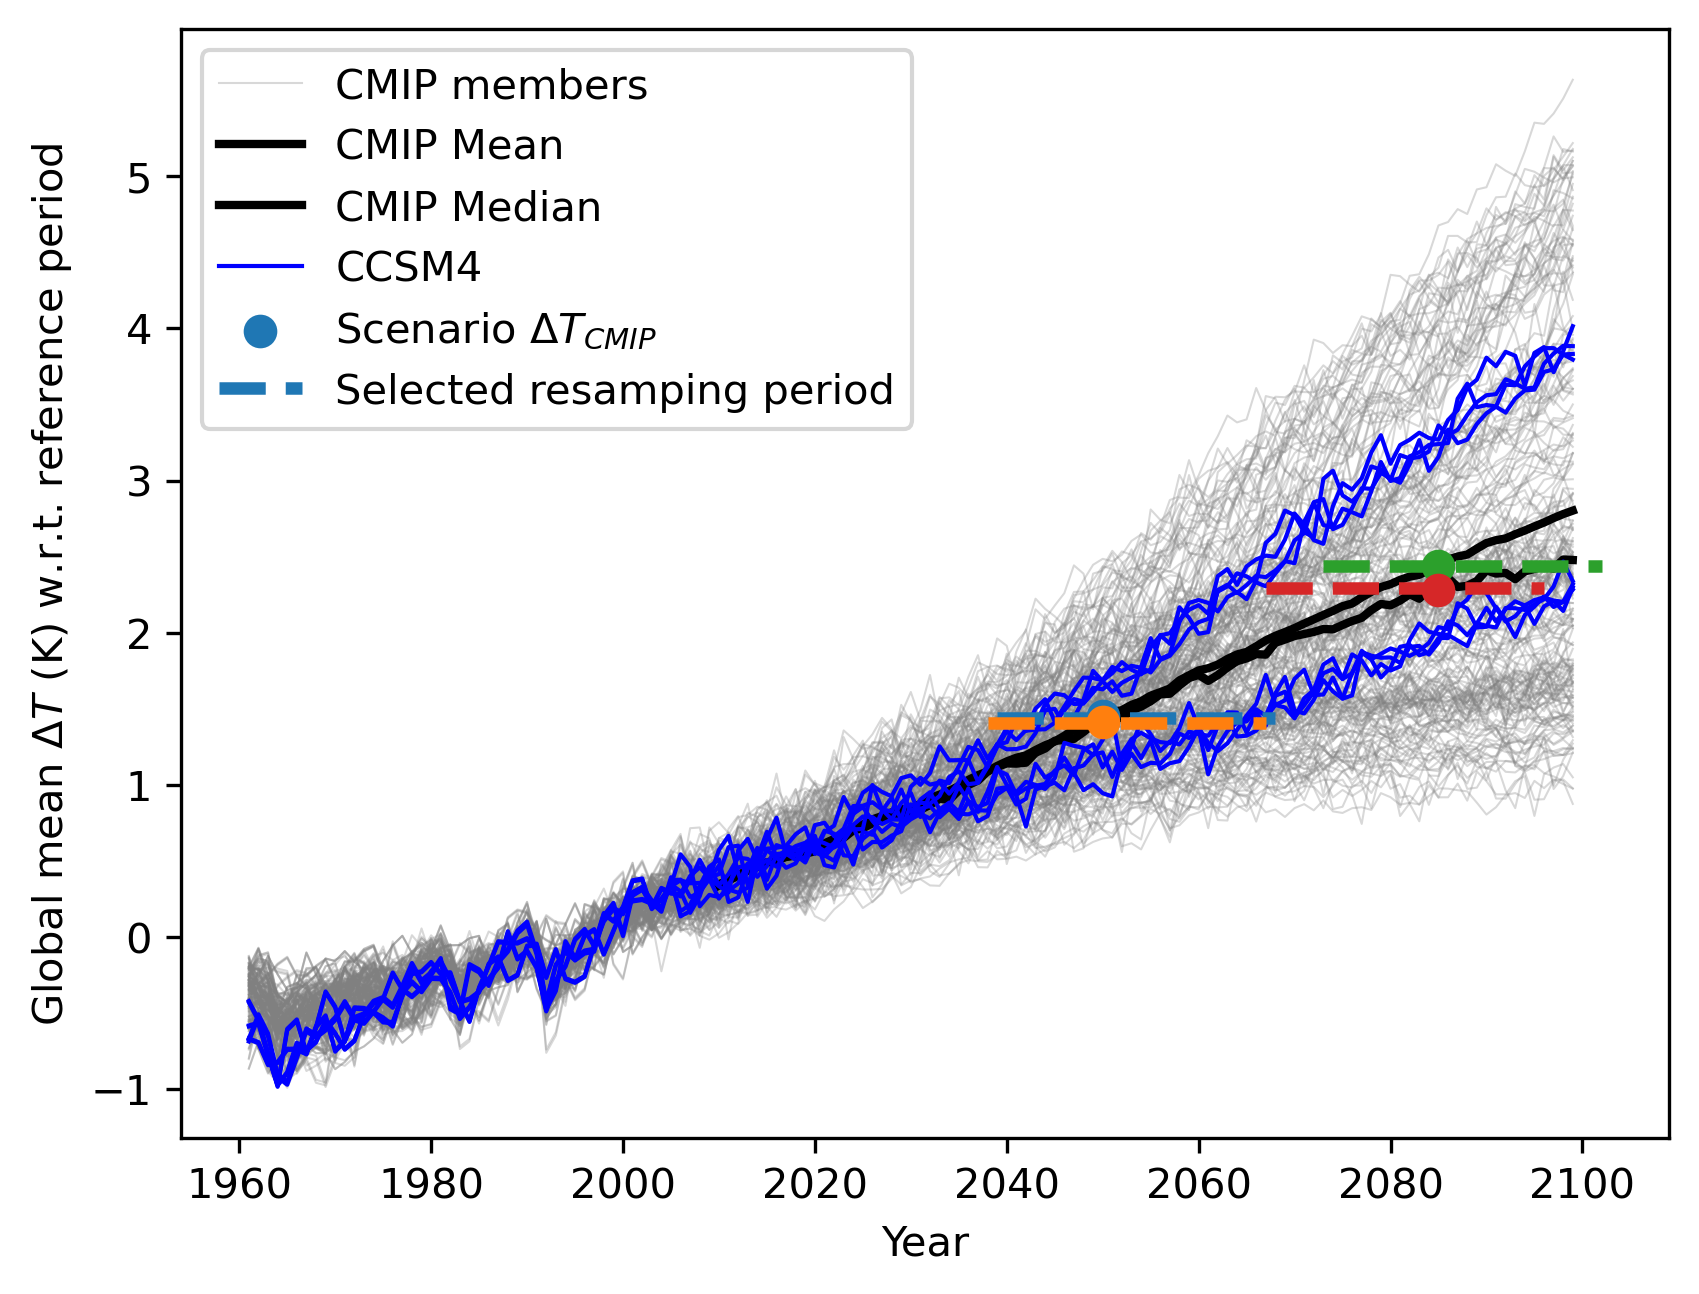 CMIP members
CMIP Mean
CMIP Median
CCSM4
Scenario ΔT_CMIP
Selected resamping period
Global mean ΔT (K) w.r.t. reference period
5
4
3
2
1
0
−1
1960 1980 2000 2020 2040 2060 2080 2100
Year